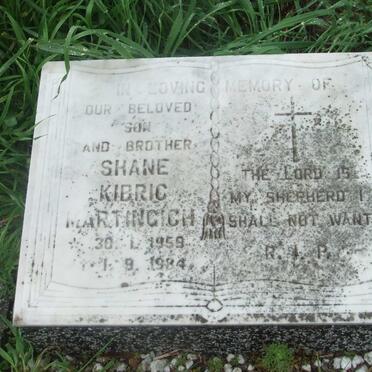 IN LOVING MEMORY OF
OUR BELOVED
SON
AND BROTHER
SHANE
KIBRIC
MARTINCICH
30. 1. 1959
1. 9. 1984
THE LORD IS
MY SHEPHERD I
SHALL NOT WANT
R. I. P.